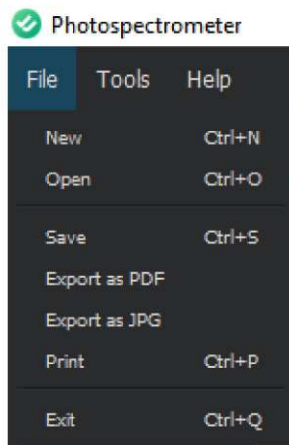 Photospectrometer
File Tools Help
New Ctrl+N
Open Ctrl+O
Save Ctrl+S
Export as PDF
Export as JPG
Print Ctrl+P
Exit Ctrl+Q